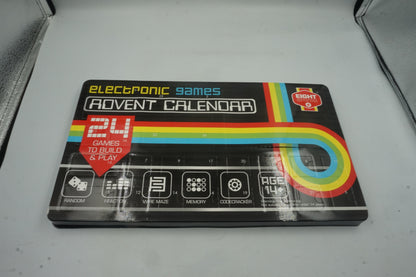 electronic games
ADVENT CALENDAR
EIGHT
24
GAMES
TO BUILD
& PLAY
RANDOM
REACTION
WIRE MAZE
MEMORY
CODECRACKER
AGE
14+